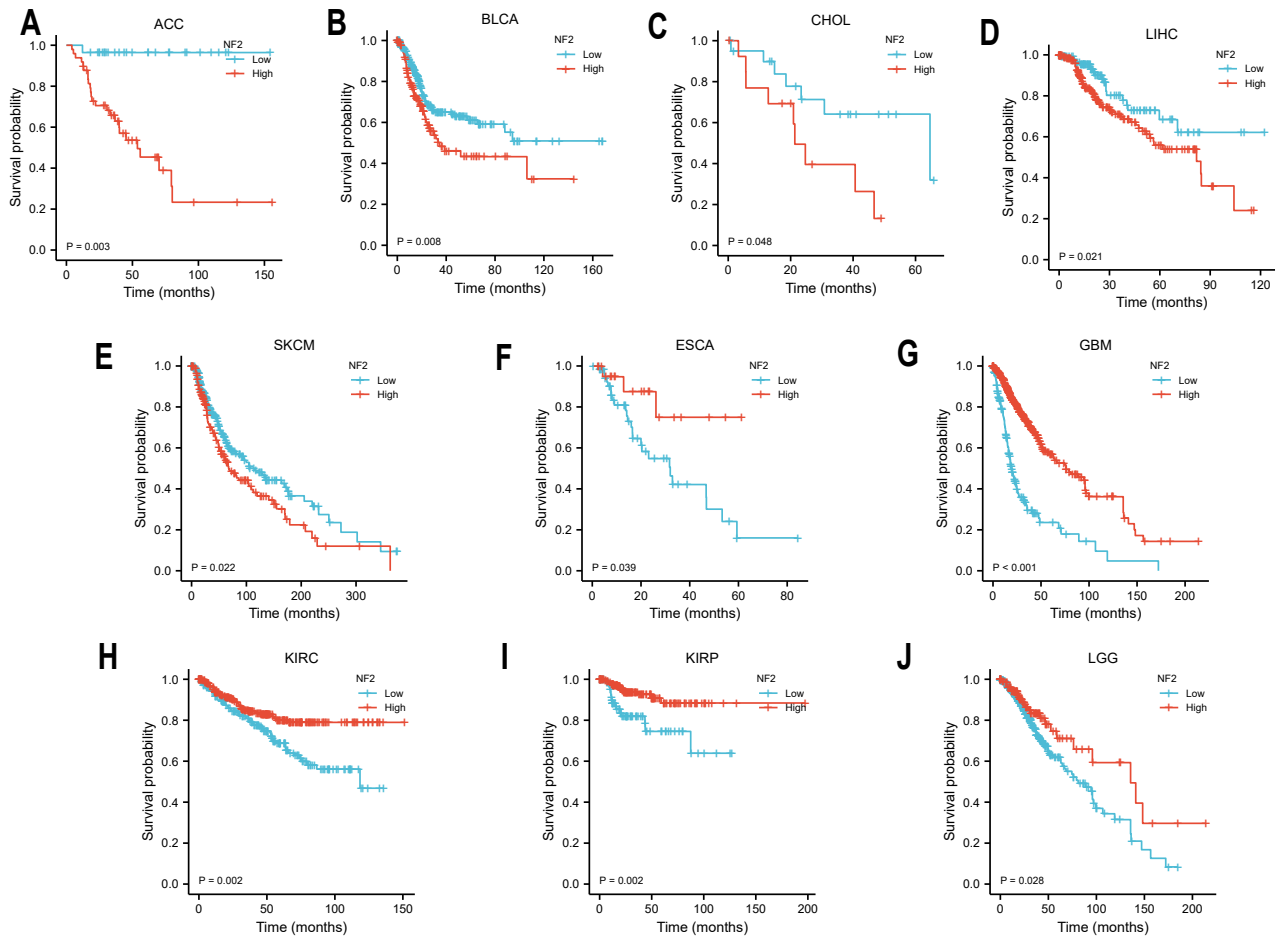 A
ACC
Survival probability
1.0
0.8
0.6
0.4
0.2
0.0
NF2
Low
High
P = 0.003
0 50 100 150
Time (months)
B
BLCA
Survival probability
1.0
0.8
0.6
0.4
0.2
0.0
NF2
Low
High
P = 0.008
0 40 80 120 160
Time (months)
C
CHOL
Survival probability
1.0
0.8
0.6
0.4
0.2
0.0
NF2
Low
High
P = 0.048
0 20 40 60
Time (months)
D
LIHC
Survival probability
1.0
0.8
0.6
0.4
0.2
0.0
NF2
Low
High
P = 0.021
0 30 60 90 120
Time (months)
E
SKCM
Survival probability
1.0
0.8
0.6
0.4
0.2
0.0
NF2
Low
High
P = 0.022
0 100 200 300
Time (months)
F
ESCA
Survival probability
1.0
0.8
0.6
0.4
0.2
0.0
NF2
Low
High
P = 0.039
0 20 40 60 80
Time (months)
G
GBM
Survival probability
1.0
0.8
0.6
0.4
0.2
0.0
NF2
Low
High
P < 0.001
0 50 100 150 200
Time (months)
H
KIRC
Survival probability
1.0
0.8
0.6
0.4
0.2
0.0
NF2
Low
High
P = 0.002
0 50 100 150
Time (months)
I
KIRP
Survival probability
1.0
0.8
0.6
0.4
0.2
0.0
NF2
Low
High
P = 0.002
0 50 100 150 200
Time (months)
J
LGG
Survival probability
1.0
0.8
0.6
0.4
0.2
0.0
NF2
Low
High
P = 0.028
0 50 100 150 200
Time (months)